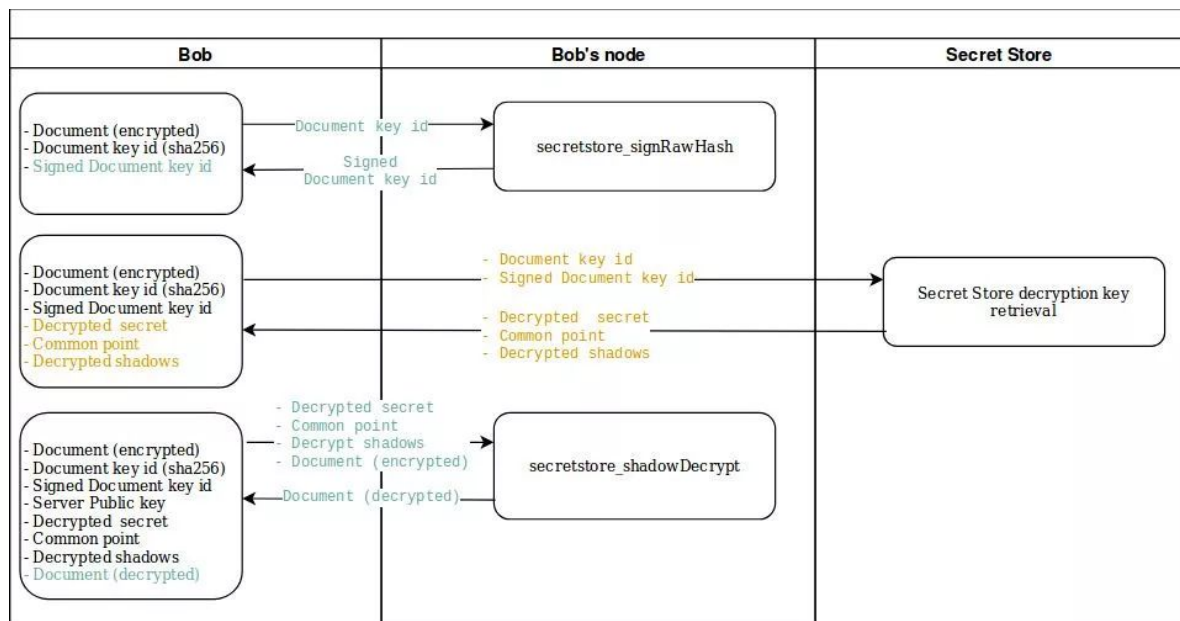 Bob
Bob's node
Secret Store
- Document (encrypted)
- Document key id (sha256)
- Signed Document key id
Document key id
Signed
Document key id
secretstore_signRawHash
- Document (encrypted)
- Document key id (sha256)
- Signed Document key id
- Decrypted secret
- Common point
- Decrypted shadows
- Document key id
- Signed Document key id
- Decrypted secret
- Common point
- Decrypted shadows
Secret Store decryption key
retrieval
- Document (encrypted)
- Document key id (sha256)
- Signed Document key id
- Server Public key
- Decrypted secret
- Common point
- Decrypted shadows
- Document (decrypted)
- Decrypted secret
- Common point
- Decrypt shadows
- Document (encrypted)
Document (decrypted)
secretstore_shadowDecrypt